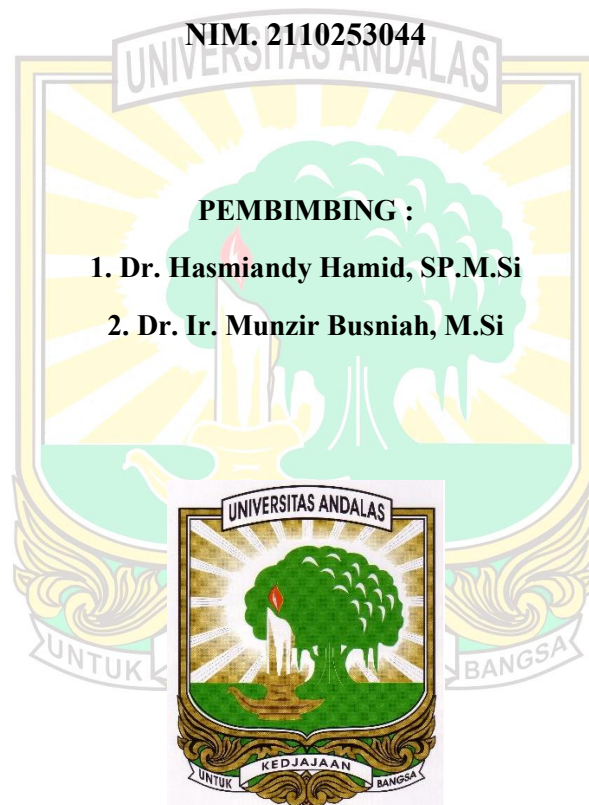 NIM. 2110253044
UNIVERSITAS ANDALAS
PEMBIMBING :
1. Dr. Hasmiandy Hamid, SP.M.Si
2. Dr. Ir. Munzir Busniah, M.Si
UNIVERSITAS ANDALAS
UNTUK
BANGSA
UNTUK KEDJAJAAN BANGSA